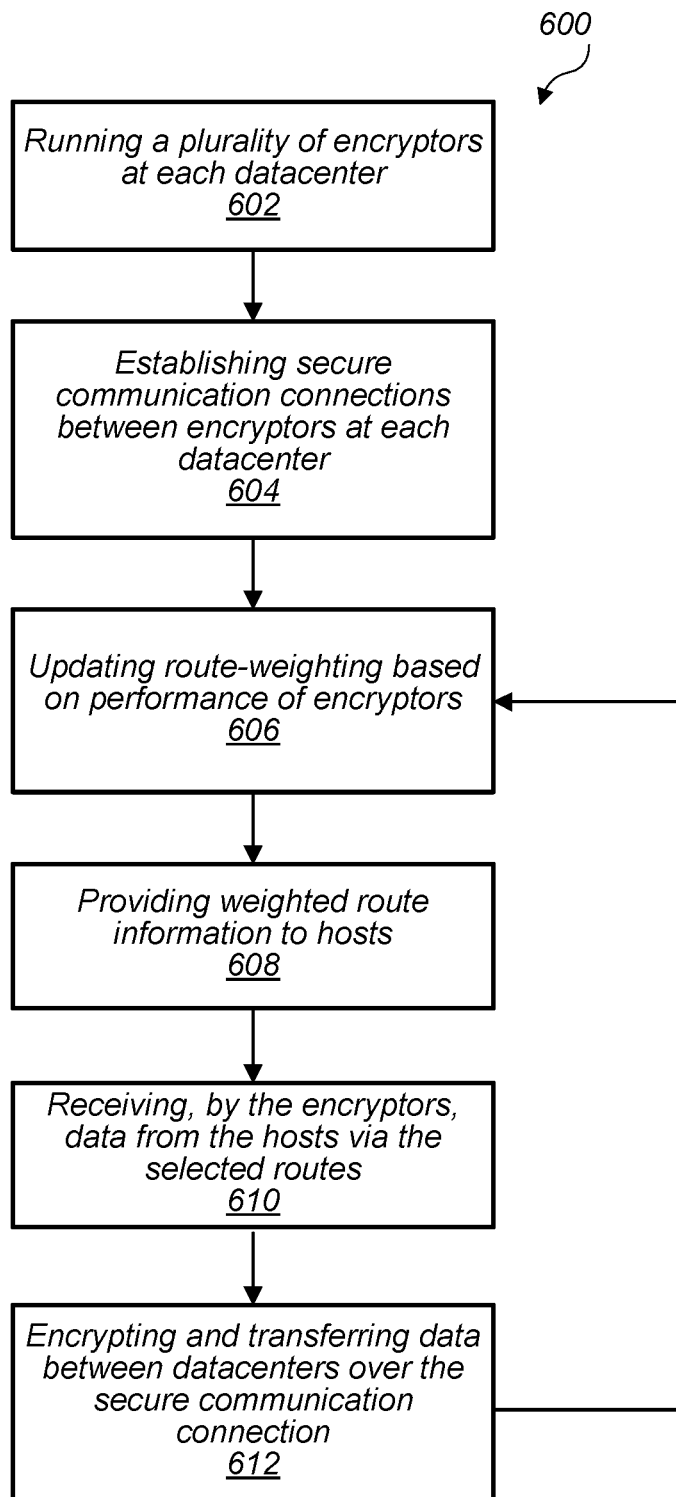 600
Running a plurality of encryptors
at each datacenter
602
Establishing secure
communication connections
between encryptors at each
datacenter
604
Updating route-weighting based
on performance of encryptors
606
Providing weighted route
information to hosts
608
Receiving, by the encryptors,
data from the hosts via the
selected routes
610
Encrypting and transferring data
between datacenters over the
secure communication
connection
612